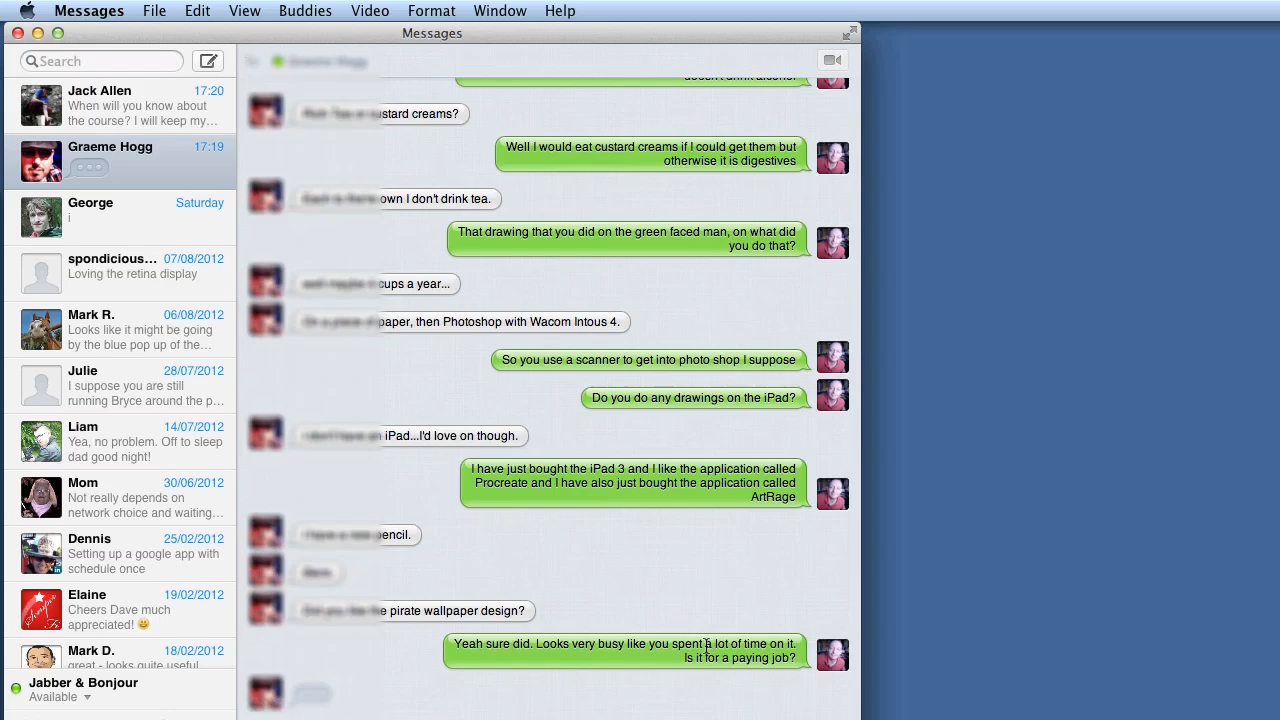 Messages File Edit View Buddies Video Format Window Help
Messages
Search
Jack Alle 17:20
When will you know about
the course? I will keep my…
Graeme Hogg 17:19
George Saturday
i
spondicious… 07/08/2012
Loving the retina display
Mark R. 06/08/2012
Looks like it might be going
by the blue pop up of the…
Julie 28/07/2012
I suppose you are still
running Bryce around the p…
Liam 14/07/2012
Yea, no problem. Off to sleep
dad good night!
Mom 30/06/2012
Not really depends on
network choice and waiting…
Dennis 25/02/2012
Setting up a google app with
schedule once
Elaine 19/02/2012
Cheers Dave much
appreciated!
Mark D. 18/02/2012
great - looks quite useful
Jabber & Bonjour
Available
doesn't drink alcohol
custard creams?
Well I would eat custard creams if I could get them but
otherwise it is digestives
own I don't drink tea.
That drawing that you did on the green faced man, on what did
you do that?
cups a year...
paper, then Photoshop with Wacom Intous 4.
So you use a scanner to get into photo shop I suppose
Do you do any drawings on the iPad?
iPad...I'd love on though.
I have just bought the iPad 3 and I like the application called
Procreate and I have also just bought the application called
ArtRage
pencil.
pirate wallpaper design?
Yeah sure did. Looks very busy like you spent a lot of time on it.
Is it for a paying job?